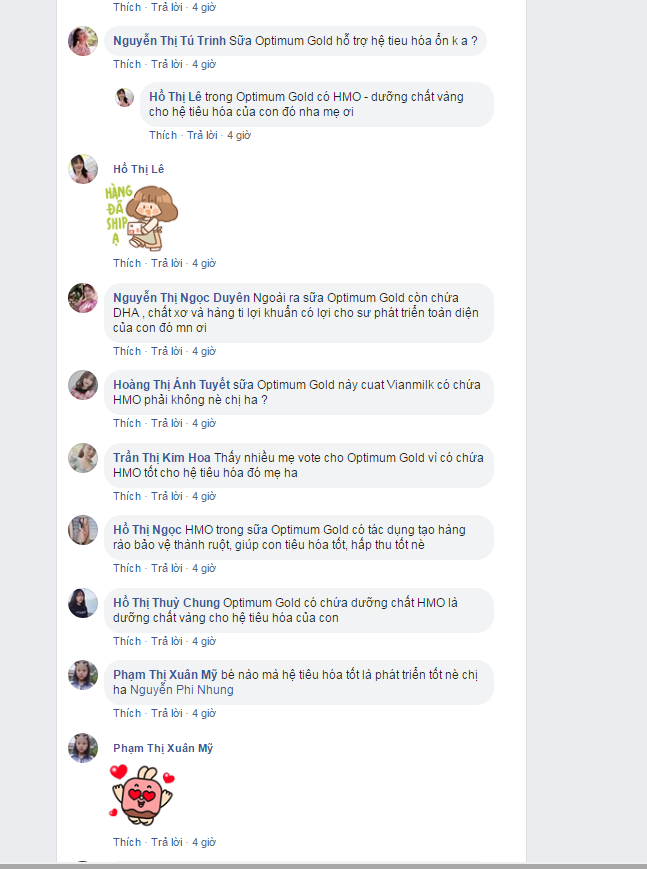 Thích · Trả lời · 4 giờ
Nguyễn Thị Tú Trinh Sữa Optimum Gold hỗ trợ hệ tieu hóa ổn k a ?
Thích · Trả lời · 4 giờ
Hồ Thị Lê trong Optimum Gold có HMO - dưỡng chất vàng
cho hệ tiêu hóa của con đó nha mẹ ơi
Thích · Trả lời · 4 giờ
Hồ Thị Lê
HÀNG
ĐÃ
SHIP
Ạ
Thích · Trả lời · 4 giờ
Nguyễn Thị Ngọc Duyên Ngoài ra sữa Optimum Gold còn chứa
DHA , chất xơ và hàng tỉ lợi khuẩn có lợi cho sư phát triển toàn diện
của con đó mn ơi
Thích · Trả lời · 4 giờ
Hoàng Thị Ánh Tuyết sữa Optimum Gold này cuat Vianmilk có chứa
HMO phải không nè chị ha ?
Thích · Trả lời · 4 giờ
Trần Thị Kim Hoa Thấy nhiều mẹ vote cho Optimum Gold vì có chứa
HMO tốt cho hệ tiêu hóa đó mẹ ha
Thích · Trả lời · 4 giờ
Hồ Thị Ngọc HMO trong sữa Optimum Gold có tác dụng tạo hàng
rào bảo vệ thành ruột, giúp con tiêu hóa tốt, hấp thu tốt nè
Thích · Trả lời · 4 giờ
Hồ Thị Thuỳ Chung Optimum Gold có chứa dưỡng chất HMO là
dưỡng chất vàng cho hệ tiêu hóa của con
Thích · Trả lời · 4 giờ
Phạm Thị Xuân Mỹ bé nào mà hệ tiêu hóa tốt là phát triển tốt nè chị
ha Nguyễn Phi Nhung
Thích · Trả lời · 4 giờ
Phạm Thị Xuân Mỹ
Thích · Trả lời · 4 giờ